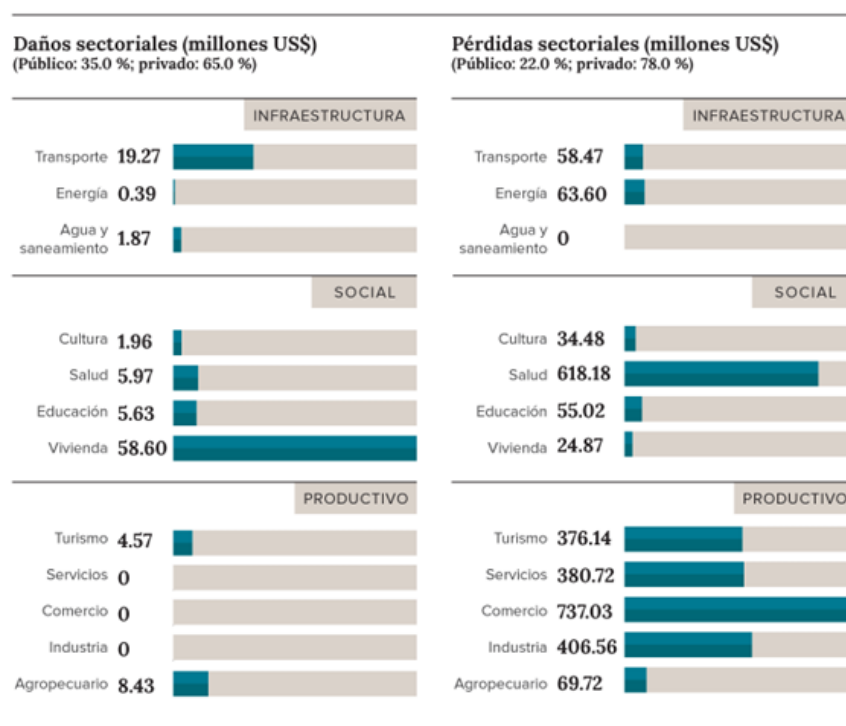 Daños sectoriales (millones US$)
(Público: 35.0 %; privado: 65.0 %)
INFRAESTRUCTURA
Transporte 19.27
Energía 0.39
Agua y
saneamiento 1.87
SOCIAL
Cultura 1.96
Salud 5.97
Educación 5.63
Vivienda 58.60
PRODUCTIVO
Turismo 4.57
Servicios 0
Comercio 0
Industria 0
Agropecuario 8.43
Pérdidas sectoriales (millones US$)
(Público: 22.0 %; privado: 78.0 %)
INFRAESTRUCTURA
Transporte 58.47
Energía 63.60
Agua y
saneamiento 0
SOCIAL
Cultura 34.48
Salud 618.18
Educación 55.02
Vivienda 24.87
PRODUCTIVO
Turismo 376.14
Servicios 380.72
Comercio 737.03
Industria 406.56
Agropecuario 69.72